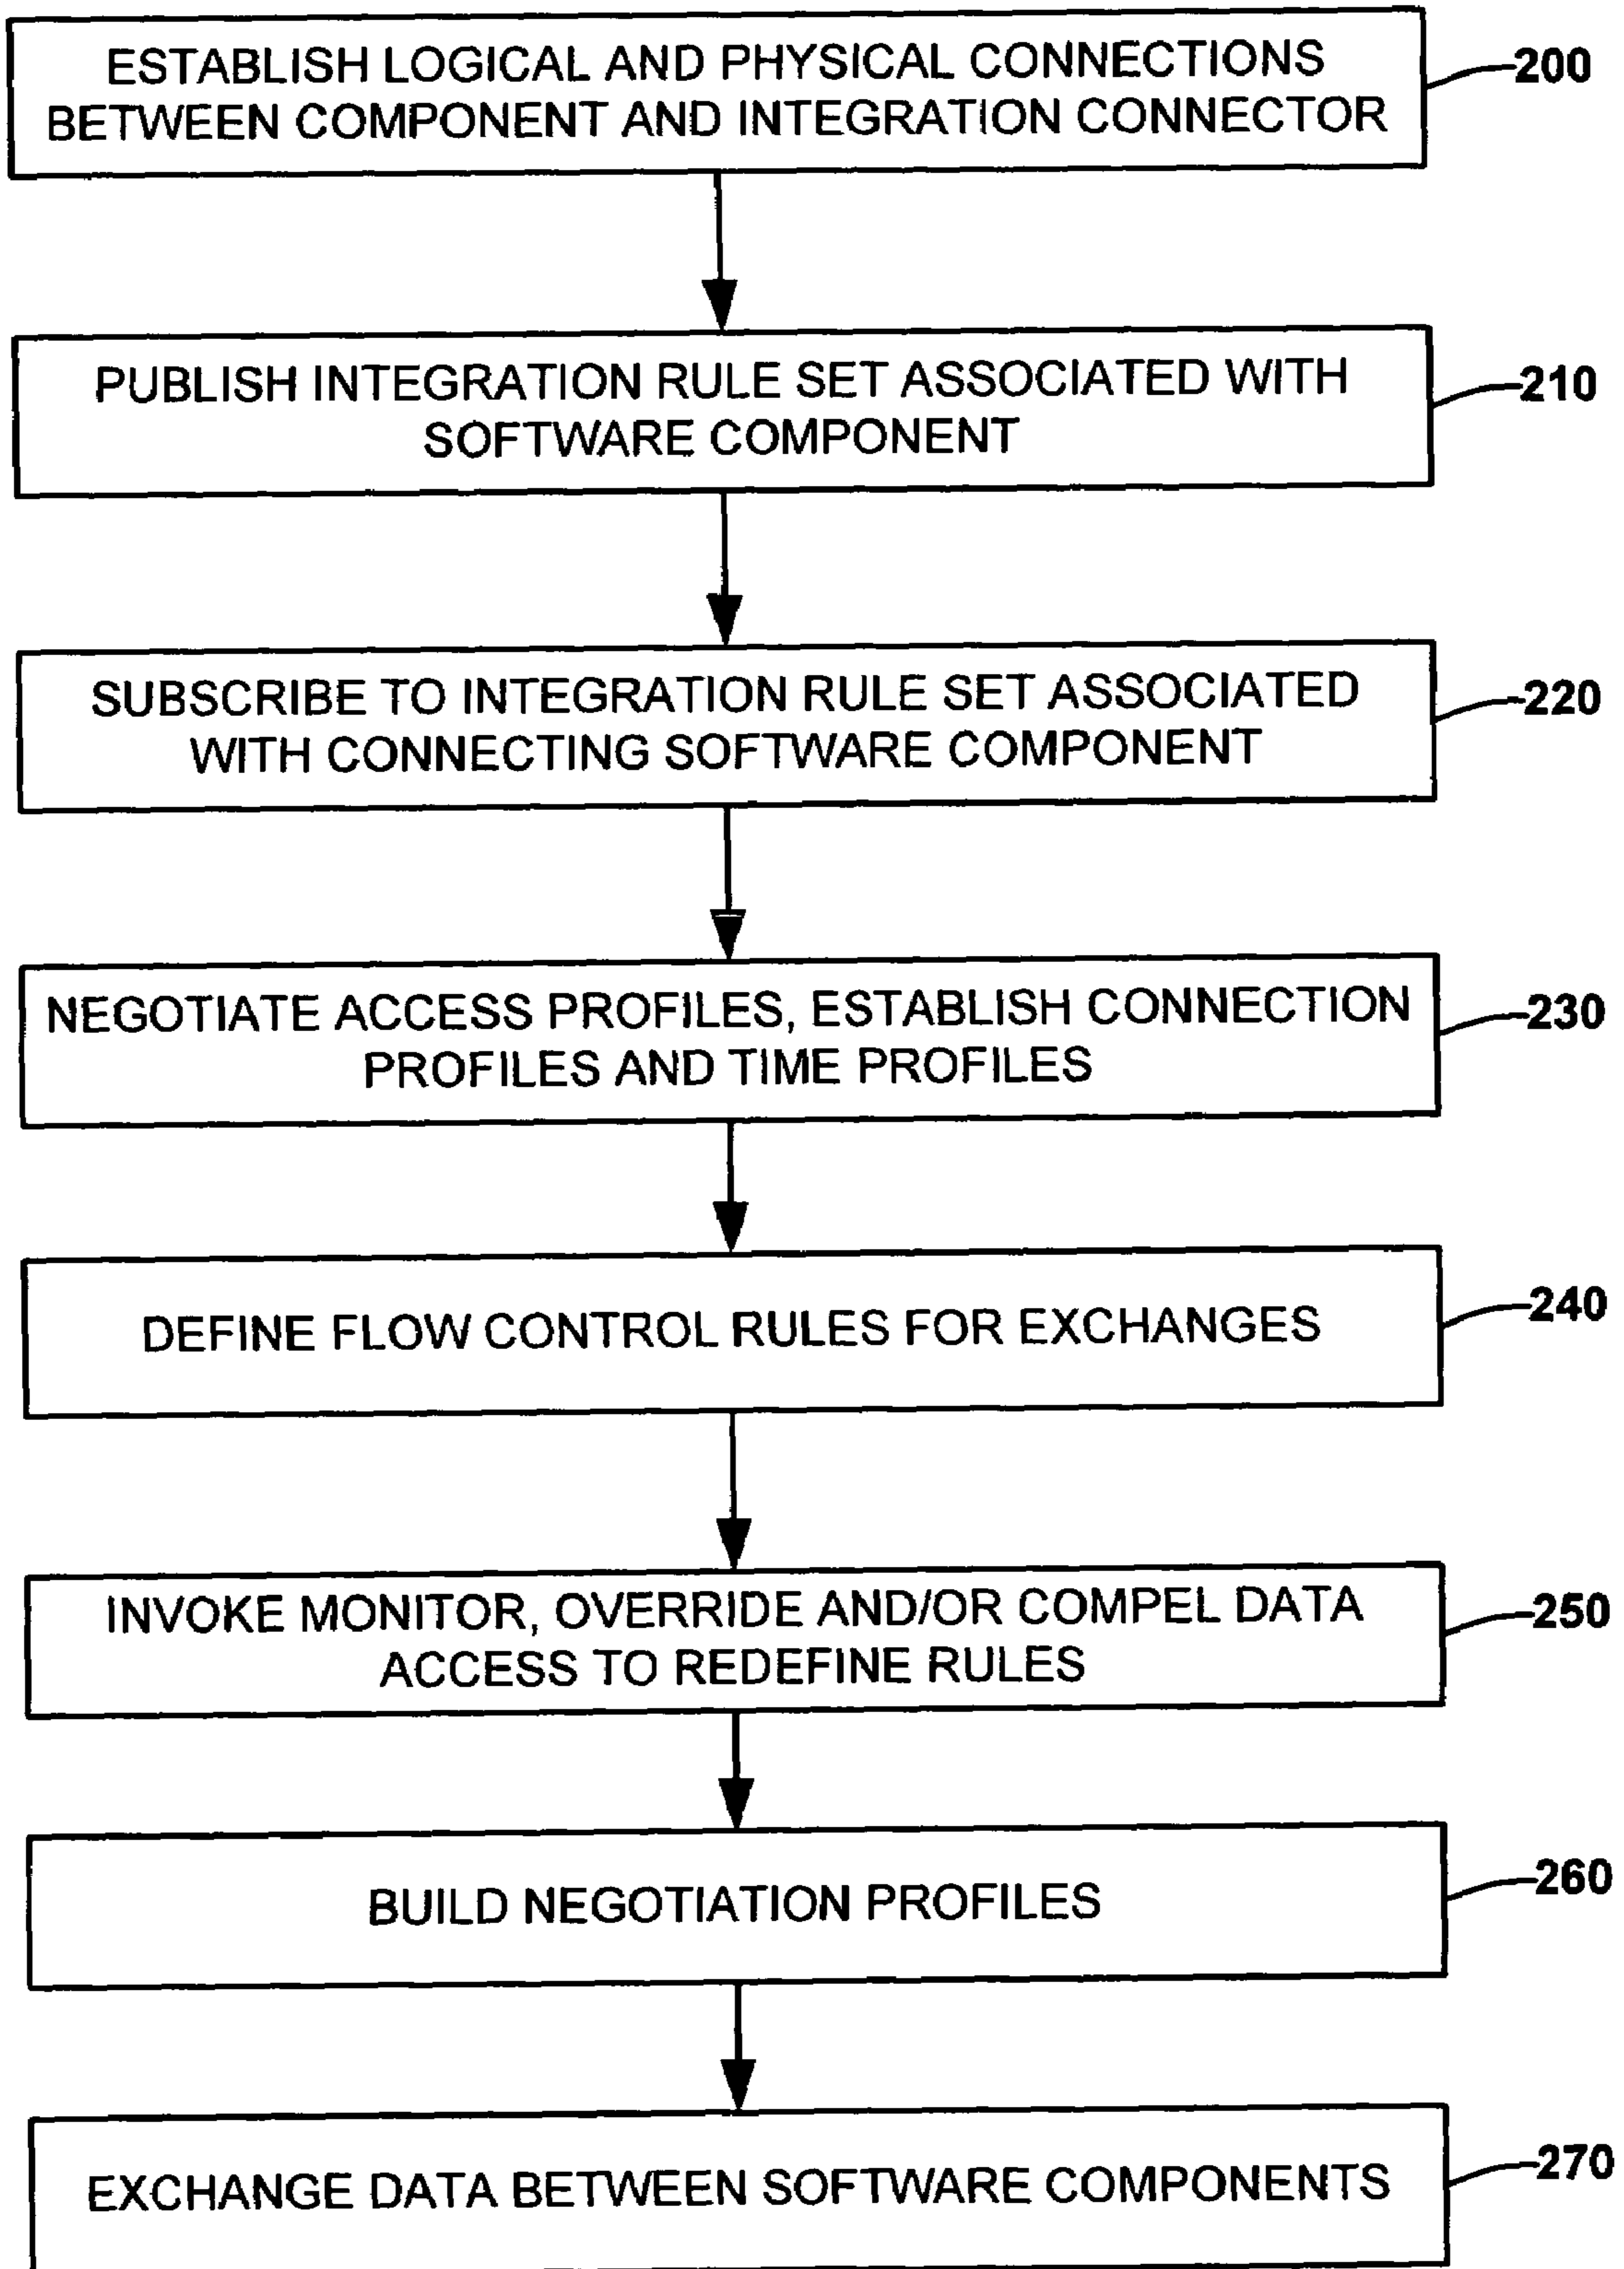 ESTABLISH LOGICAL AND PHYSICAL CONNECTIONS
BETWEEN COMPONENT AND INTEGRATION CONNECTOR
200
PUBLISH INTEGRATION RULE SET ASSOCIATED WITH
SOFTWARE COMPONENT
210
SUBSCRIBE TO INTEGRATION RULE SET ASSOCIATED
WITH CONNECTING SOFTWARE COMPONENT
220
NEGOTIATE ACCESS PROFILES, ESTABLISH CONNECTION
PROFILES AND TIME PROFILES
230
DEFINE FLOW CONTROL RULES FOR EXCHANGES
240
INVOKE MONITOR, OVERRIDE AND/OR COMPEL DATA
ACCESS TO REDEFINE RULES
250
BUILD NEGOTIATION PROFILES
260
EXCHANGE DATA BETWEEN SOFTWARE COMPONENTS
270